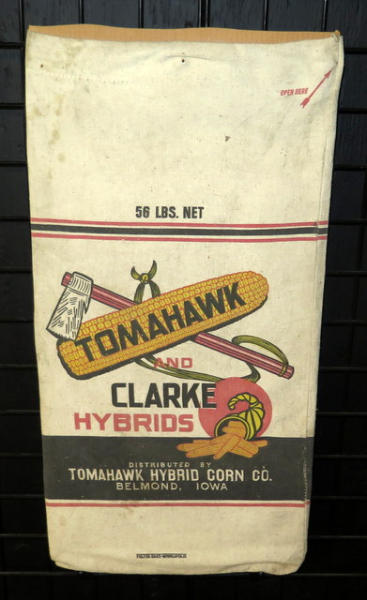 OPEN HERE
56 LBS. NET
TOMAHAWK
AND
CLARKE
HYBRIDS
DISTRIBUTED BY
TOMAHAWK HYBRID CORN CO.
BELMOND, IOWA